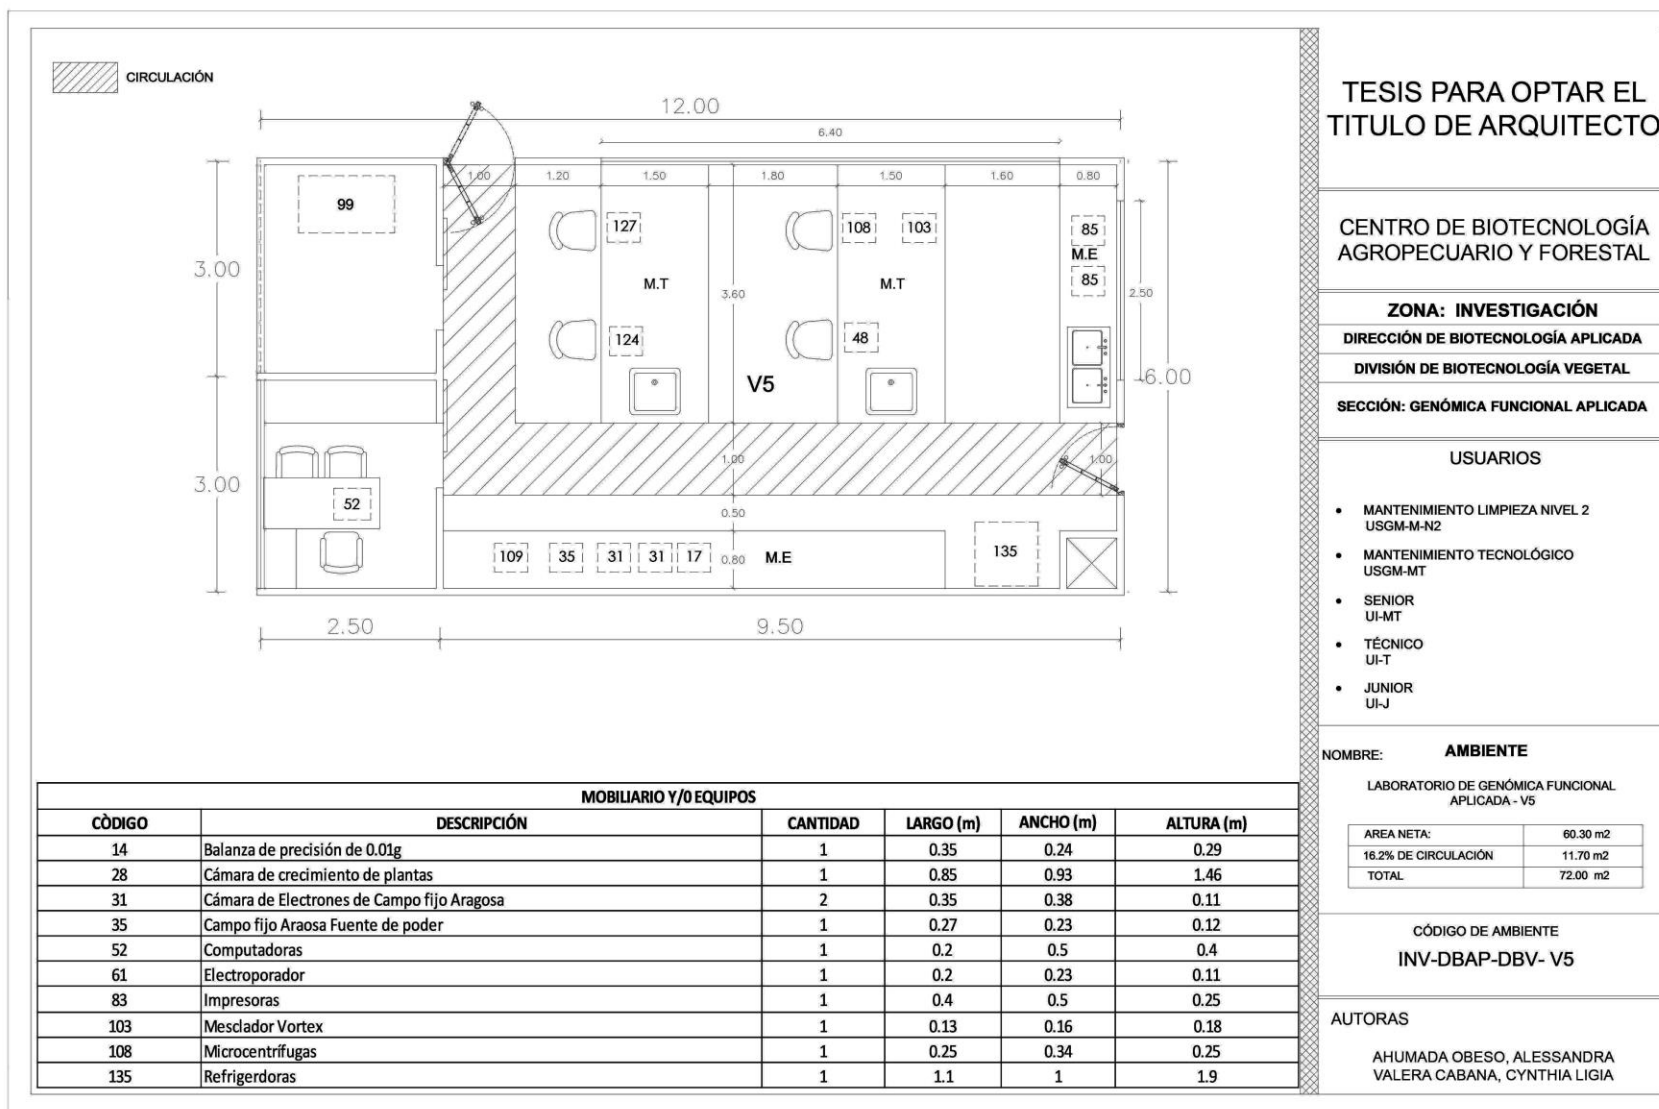 CIRCULACIÓN
12.00
6.40
1.00 1.20 1.50 1.80 1.50 1.60 0.80
99
127
108 103
85
M.E
85
M.T
M.T
3.00
3.60
2.50
124
48
V5
6.00
3.00
1.00
1.00
52
0.50
109 35 31 31 17 0.80 M.E
135
2.50
9.50
MOBILIARIO Y/0 EQUIPOS
CÒDIGO DESCRIPCIÓN CANTIDAD LARGO (m) ANCHO (m) ALTURA (m)
14 Balanza de precisión de 0.01g 1 0.35 0.24 0.29
28 Cámara de crecimiento de plantas 1 0.85 0.93 1.46
31 Cámara de Electrones de Campo fijo Aragosa 2 0.35 0.38 0.11
35 Campo fijo Araosa Fuente de poder 1 0.27 0.23 0.12
52 Computadoras 1 0.2 0.5 0.4
61 Electroporador 1 0.2 0.23 0.11
83 Impresoras 1 0.4 0.5 0.25
103 Mesclador Vortex 1 0.13 0.16 0.18
108 Microcentrífugas 1 0.25 0.34 0.25
135 Refrigerdoras 1 1.1 1 1.9
TESIS PARA OPTAR EL
TITULO DE ARQUITECTO
CENTRO DE BIOTECNOLOGÍA
AGROPECUARIO Y FORESTAL
ZONA: INVESTIGACIÓN
DIRECCIÓN DE BIOTECNOLOGÍA APLICADA
DIVISIÓN DE BIOTECNOLOGÍA VEGETAL
SECCIÓN: GENÓMICA FUNCIONAL APLICADA
USUARIOS
• MANTENIMIENTO LIMPIEZA NIVEL 2
USGM-M-N2
• MANTENIMIENTO TECNOLÓGICO
USGM-MT
• SENIOR
UI-MT
• TÉCNICO
UI-T
• JUNIOR
UI-J
NOMBRE: AMBIENTE
LABORATORIO DE GENÓMICA FUNCIONAL
APLICADA - V5
AREA NETA: 60.30 m2
16.2% DE CIRCULACIÓN 11.70 m2
TOTAL 72.00 m2
CÓDIGO DE AMBIENTE
INV-DBAP-DBV- V5
AUTORAS
AHUMADA OBESO, ALESSANDRA
VALERA CABANA, CYNTHIA LIGIA